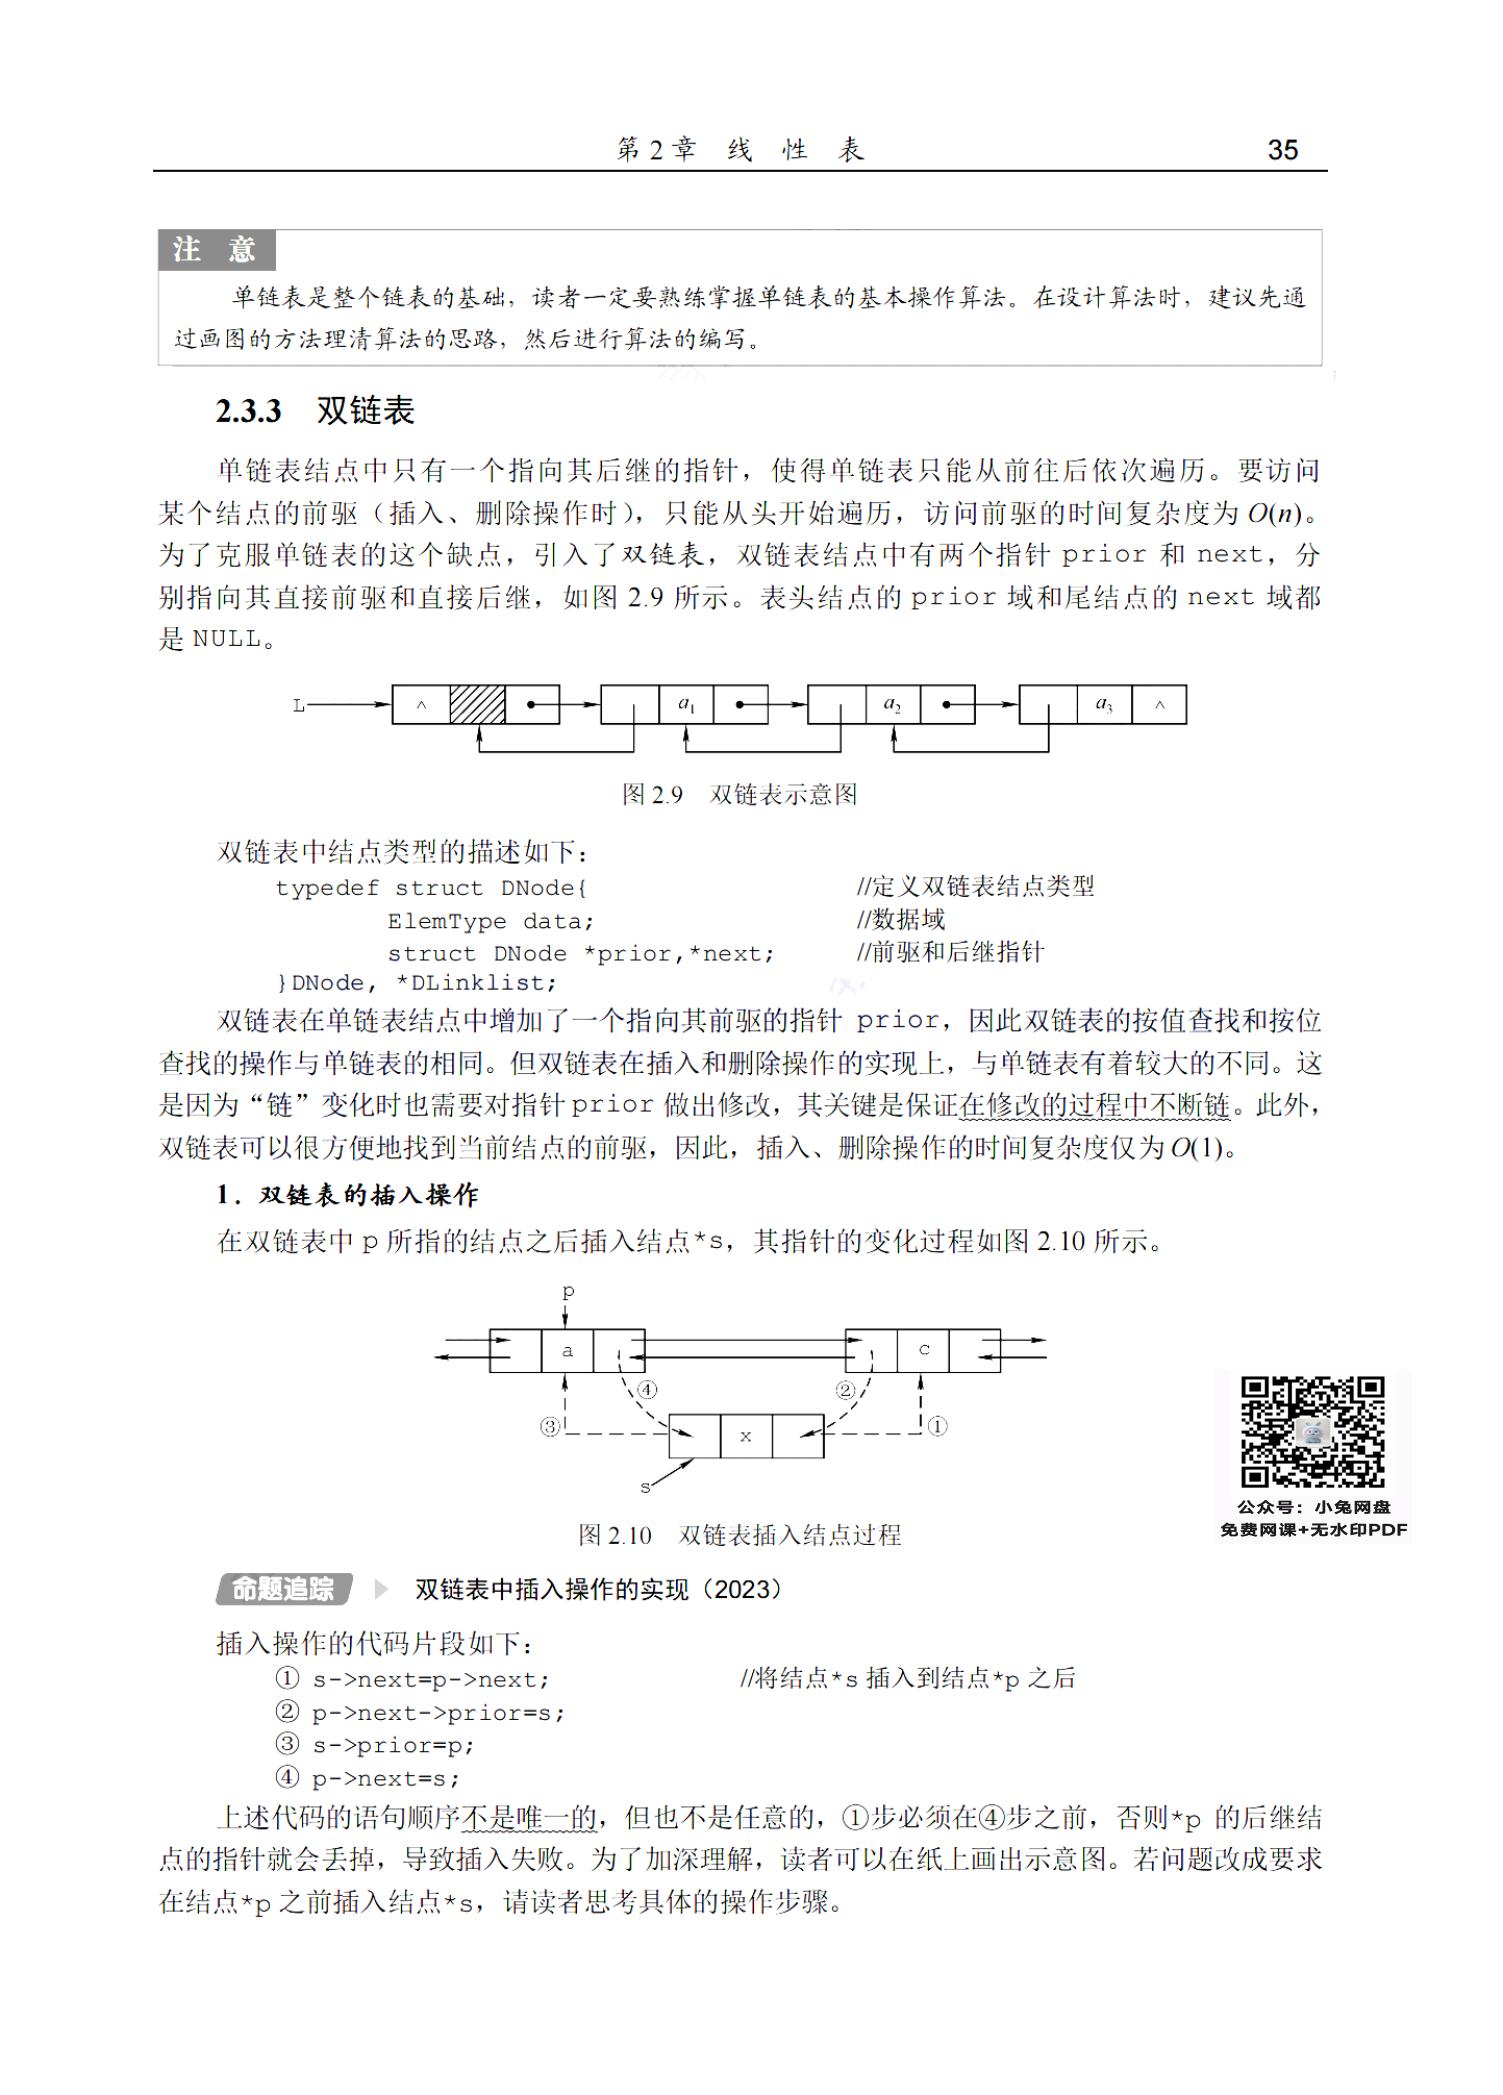 第 2 章　线　性　表　35
注　意
单链表是整个链表的基础，读者一定要熟练掌握单链表的基本操作算法。在设计算法时，建议先通
过画图的方法理清算法的思路，然后进行算法的编写。
2.3.3　双链表
单链表结点中只有一个指向其后继的指针，使得单链表只能从前往后依次遍历。要访问
某个结点的前驱（插入、删除操作时），只能从头开始遍历，访问前驱的时间复杂度为 O(n)。
为了克服单链表的这个缺点，引入了双链表，双链表结点中有两个指针 prior 和 next，分
别指向其直接前驱和直接后继，如图 2.9 所示。表头结点的 prior 域和尾结点的 next 域都
是 NULL。
L ^ a₁ a₂ a₃ ^
图 2.9　双链表示意图
双链表中结点类型的描述如下：
typedef struct DNode{ //定义双链表结点类型
ElemType data; //数据域
struct DNode *prior,*next; //前驱和后继指针
}DNode, *DLinklist;
双链表在单链表结点中增加了一个指向其前驱的指针 prior，因此双链表的按值查找和按位
查找的操作与单链表的相同。但双链表在插入和删除操作的实现上，与单链表有着较大的不同。这
是因为“链”变化时也需要对指针 prior 做出修改，其关键是保证在修改的过程中不断链。此外，
双链表可以很方便地找到当前结点的前驱，因此，插入、删除操作的时间复杂度仅为 O(1)。
1．双链表的插入操作
在双链表中 p 所指的结点之后插入结点*s，其指针的变化过程如图 2.10 所示。
p
a c
④ ②
③ x ①
s
图 2.10　双链表插入结点过程
公众号：小兔网盘
免费网课+无水印PDF
命题追踪　双链表中插入操作的实现（2023）
插入操作的代码片段如下：
① s->next=p->next; //将结点*s 插入到结点*p 之后
② p->next->prior=s;
③ s->prior=p;
④ p->next=s;
上述代码的语句顺序不是唯一的，但也不是任意的，①步必须在④步之前，否则*p 的后继结
点的指针就会丢掉，导致插入失败。为了加深理解，读者可以在纸上画出示意图。若问题改成要求
在结点*p 之前插入结点*s，请读者思考具体的操作步骤。